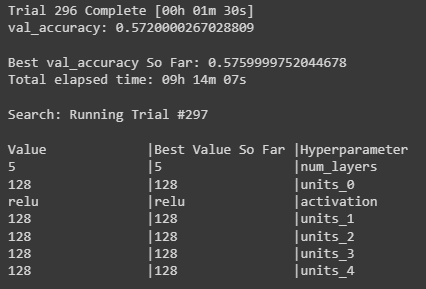 Trial 296 Complete [00h 01m 30s]
val_accuracy: 0.5720000267028809
Best val_accuracy So Far: 0.5759999752044678
Total elapsed time: 09h 14m 07s
Search: Running Trial #297
Value |Best Value So Far |Hyperparameter
5 |5 |num_layers
128 |128 |units_0
relu |relu |activation
128 |128 |units_1
128 |128 |units_2
128 |128 |units_3
128 |128 |units_4